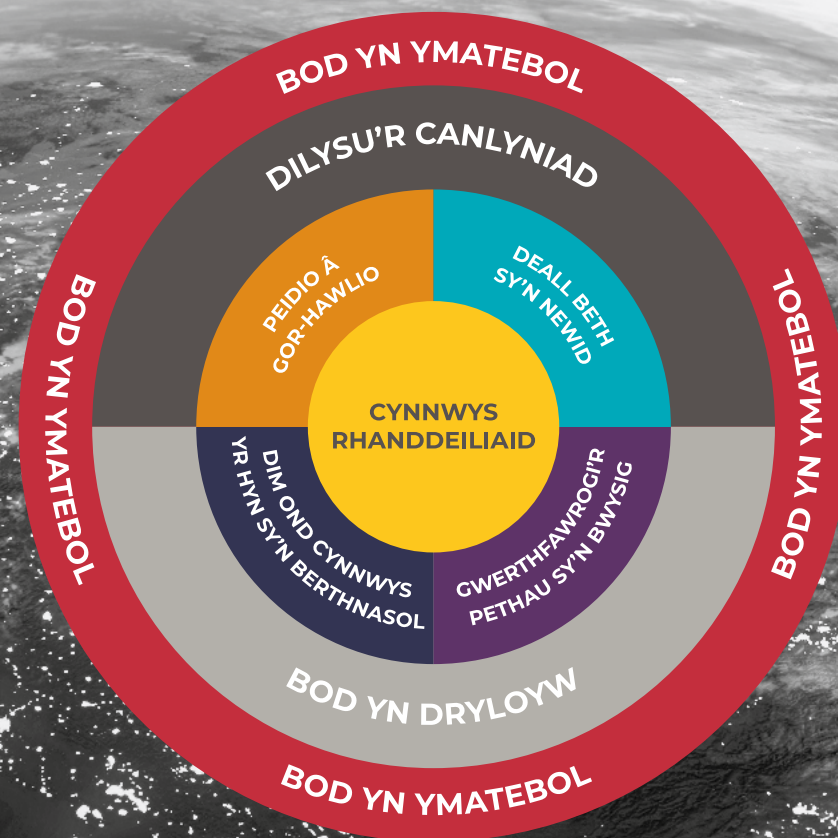 BOD YN YMATEBOL
DILYSU'R CANLYNIAD
PEIDIO Â
GOR-HAWLIO
DEALL BETH
SY'N NEWID
BOD YN YMATEBOL
CYNNWYS
RHANDDEILIAID
BOD YN YMATEBOL
DIM OND CYNNWYS
YR HYN SY'N BERTHNASOL
GWERTHFAWROGI'R
PETHAU SY'N BWYSIG
BOD YN DRYLOYW
BOD YN YMATEBOL